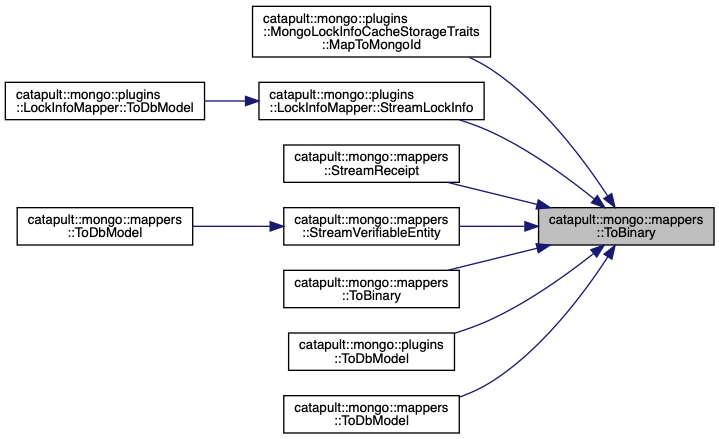 catapult::mongo::plugins
::MongoLockInfoCacheStorageTraits
::MapToMongoId
catapult::mongo::plugins
::LockInfoMapper::ToDbModel
catapult::mongo::plugins
::LockInfoMapper::StreamLockInfo
catapult::mongo::mappers
::StreamReceipt
catapult::mongo::mappers
::ToDbModel
catapult::mongo::mappers
::StreamVerifiableEntity
catapult::mongo::mappers
::ToBinary
catapult::mongo::mappers
::ToBinary
catapult::mongo::plugins
::ToDbModel
catapult::mongo::mappers
::ToDbModel